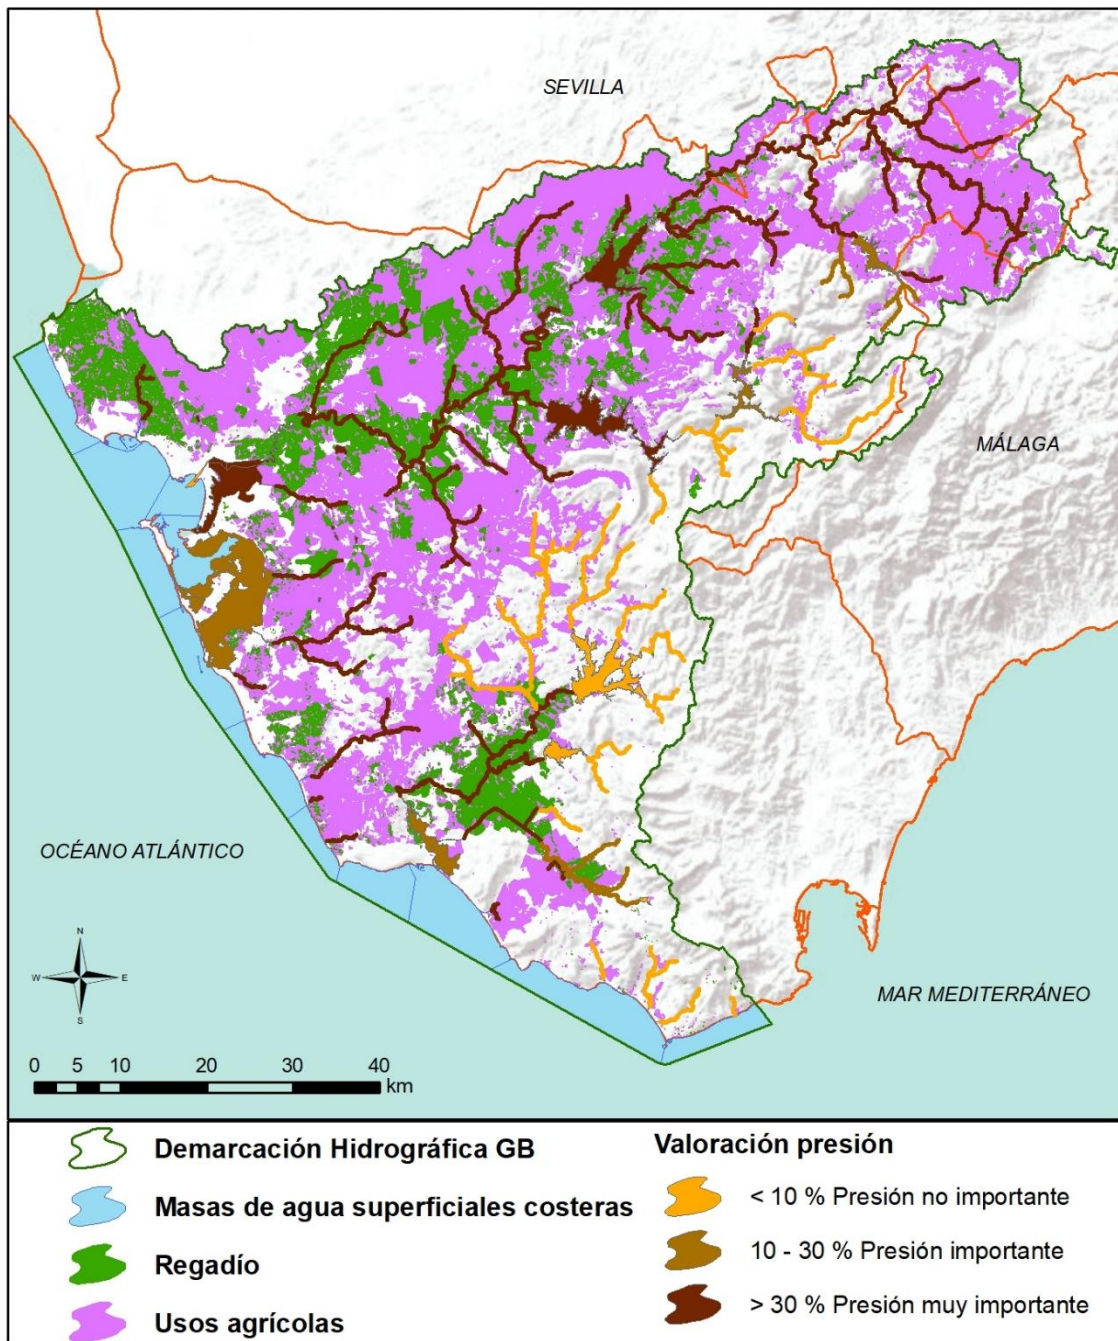 SEVILLA
MÁLAGA
OCÉANO ATLÁNTICO
N
W E
S
MAR MEDITERRÁNEO
0 5 10 20 30 40
km
Demarcación Hidrográfica GB
Masas de agua superficiales costeras
Regadío
Usos agrícolas
Valoración presión
< 10 % Presión no importante
10 - 30 % Presión importante
> 30 % Presión muy importante